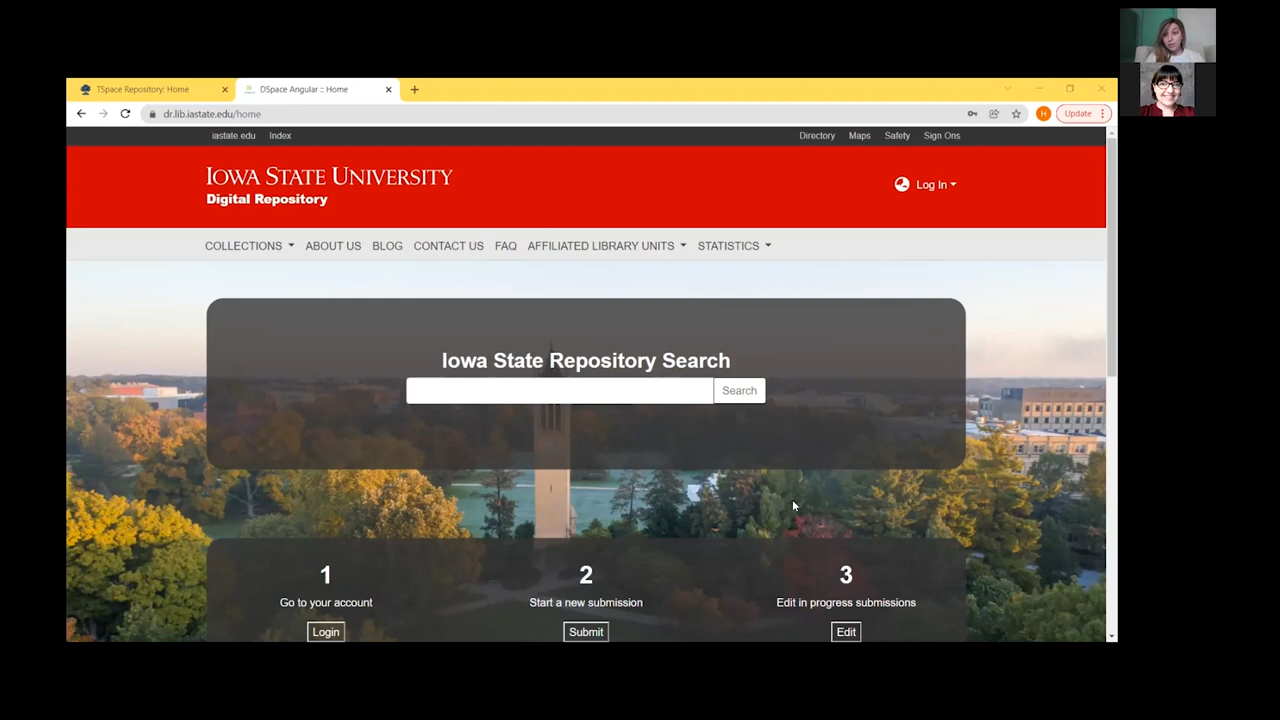 TSpace Repository: Home
DSpace Angular :: Home
dr.lib.iastate.edu/home
H
Update
iastate.edu Index Directory Maps Safety Sign Ons
IOWA STATE UNIVERSITY
Digital Repository
Log In
COLLECTIONS ABOUT US BLOG CONTACT US FAQ AFFILIATED LIBRARY UNITS STATISTICS
Iowa State Repository Search
Search
1 2 3
Go to your account Start a new submission Edit in progress submissions
Login Submit Edit